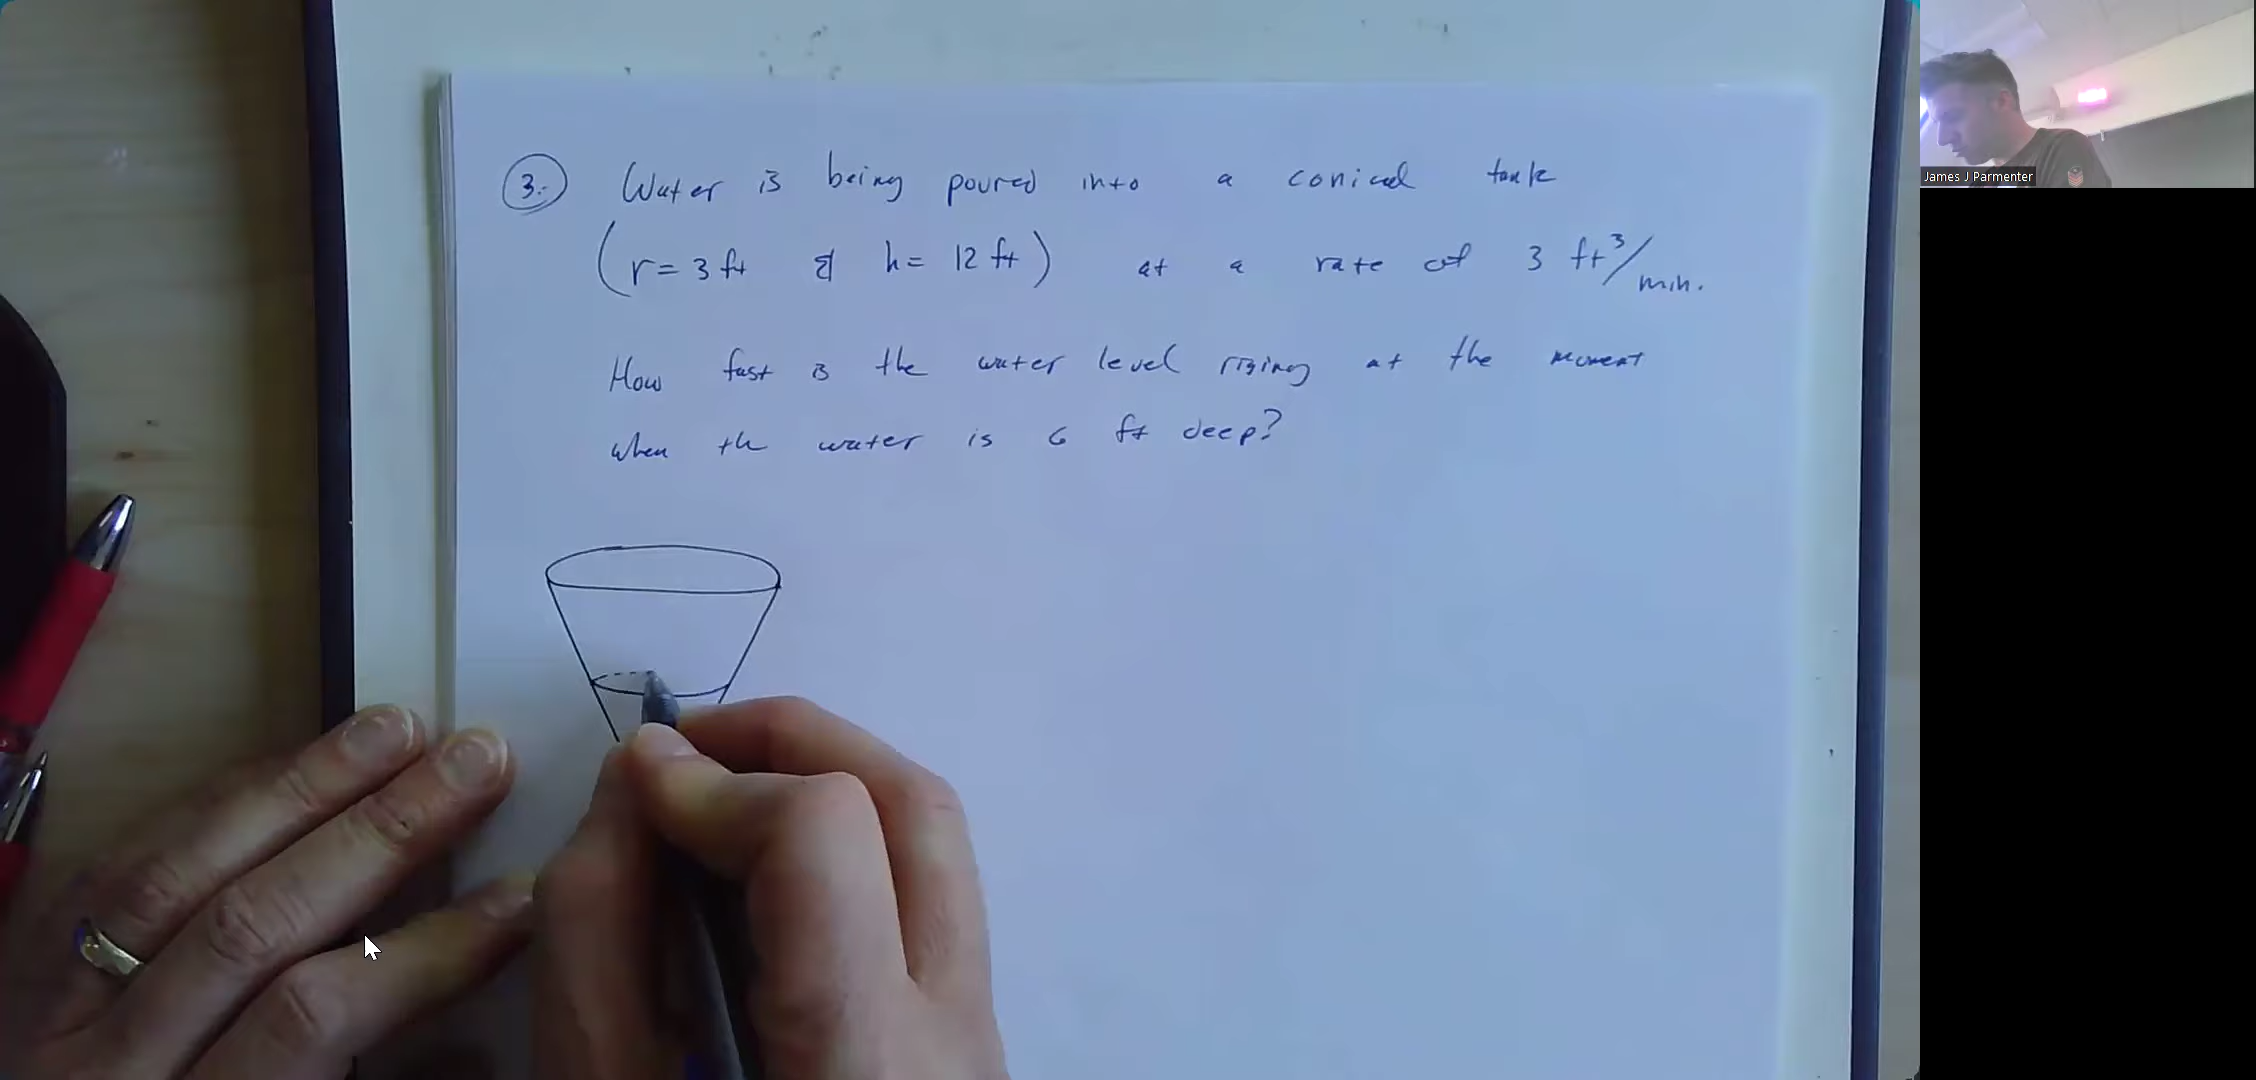 3. Water is being poured into a conical tank
(r = 3 ft & h = 12 ft) at a rate of 3 ft³/min.
How fast is the water level rising at the moment
when the water is 6 ft deep?
James J Parmenter